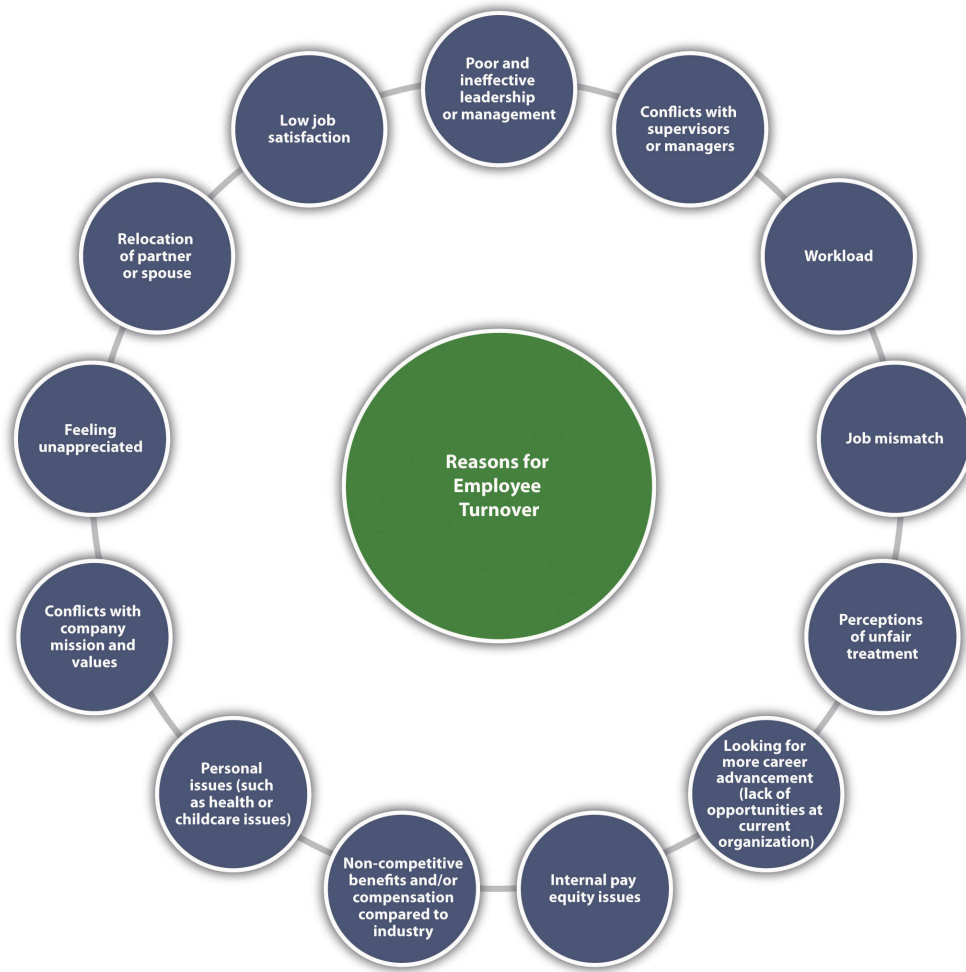 Poor and
ineffective
leadership
or management
Conflicts with
supervisors
or managers
Workload
Job mismatch
Perceptions
of unfair
treatment
Looking for
more career
advancement
(lack of
opportunities at
current
organization)
Internal pay
equity issues
Non-competitive
benefits and/or
compensation
compared to
industry
Personal
issues (such
as health or
childcare issues)
Conflicts with
company
mission and
values
Feeling
unappreciated
Relocation
of partner
or spouse
Low job
satisfaction
Reasons for
Employee
Turnover